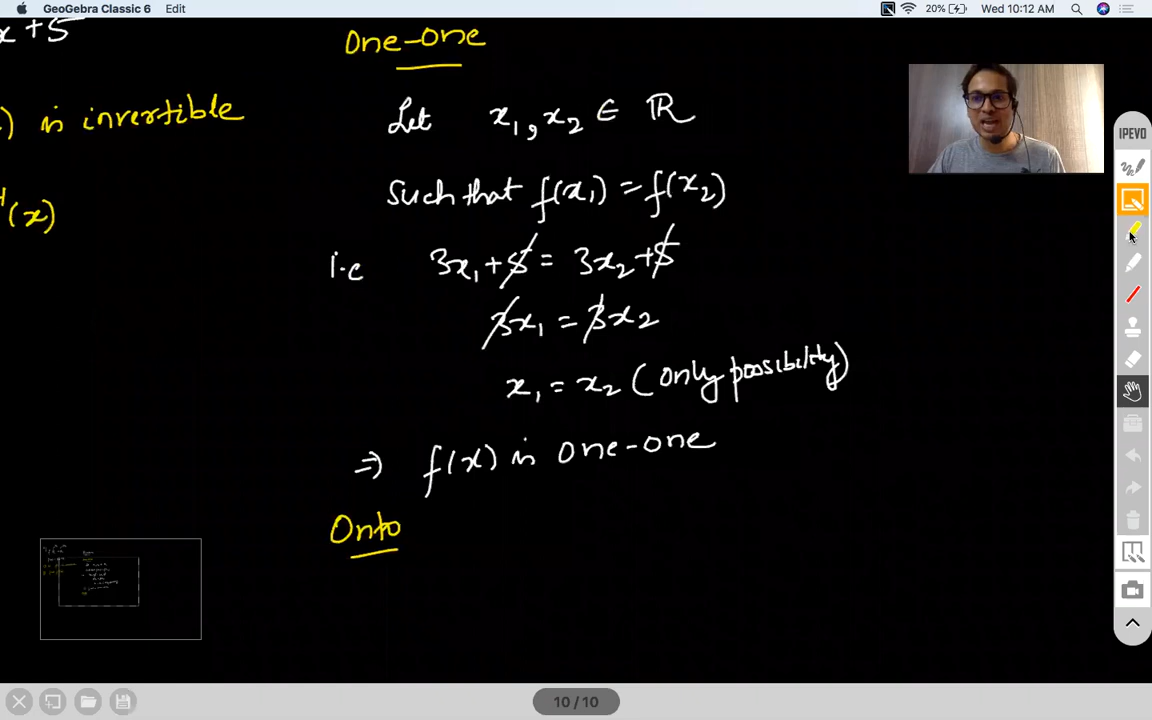 GeoGebra Classic 6 Edit 20% Wed 10:12 AM
x + 5
) is invertible
(x)
One-One
Let x₁, x₂ ∈ ℝ
Such that f(x₁) = f(x₂)
i.e 3x₁ + 5 = 3x₂ + 5
3x₁ = 3x₂
x₁ = x₂ (only possibility)
⇒ f(x) is one-one
Onto
IPEVO
10 / 10